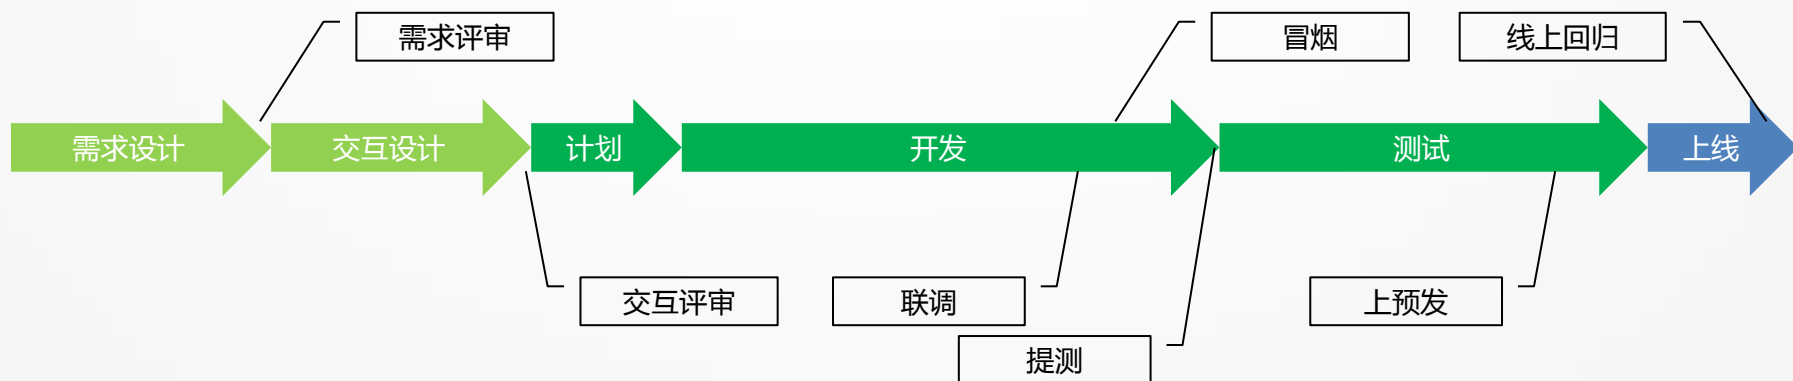 需求评审
冒烟
线上回归
需求设计
交互设计
计划
开发
测试
上线
交互评审
联调
上预发
提测